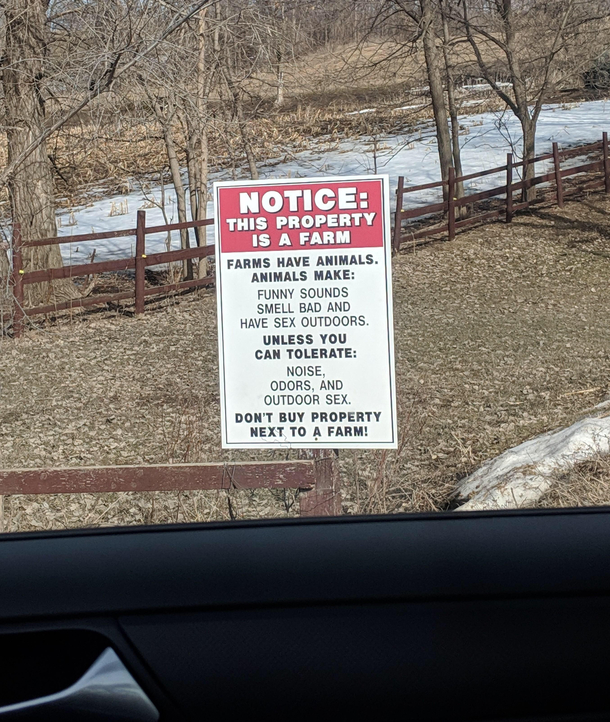 NOTICE:
THIS PROPERTY
IS A FARM
FARMS HAVE ANIMALS.
ANIMALS MAKE:
FUNNY SOUNDS
SMELL BAD AND
HAVE SEX OUTDOORS.
UNLESS YOU
CAN TOLERATE:
NOISE,
ODORS, AND
OUTDOOR SEX.
DON'T BUY PROPERTY
NEXT TO A FARM!